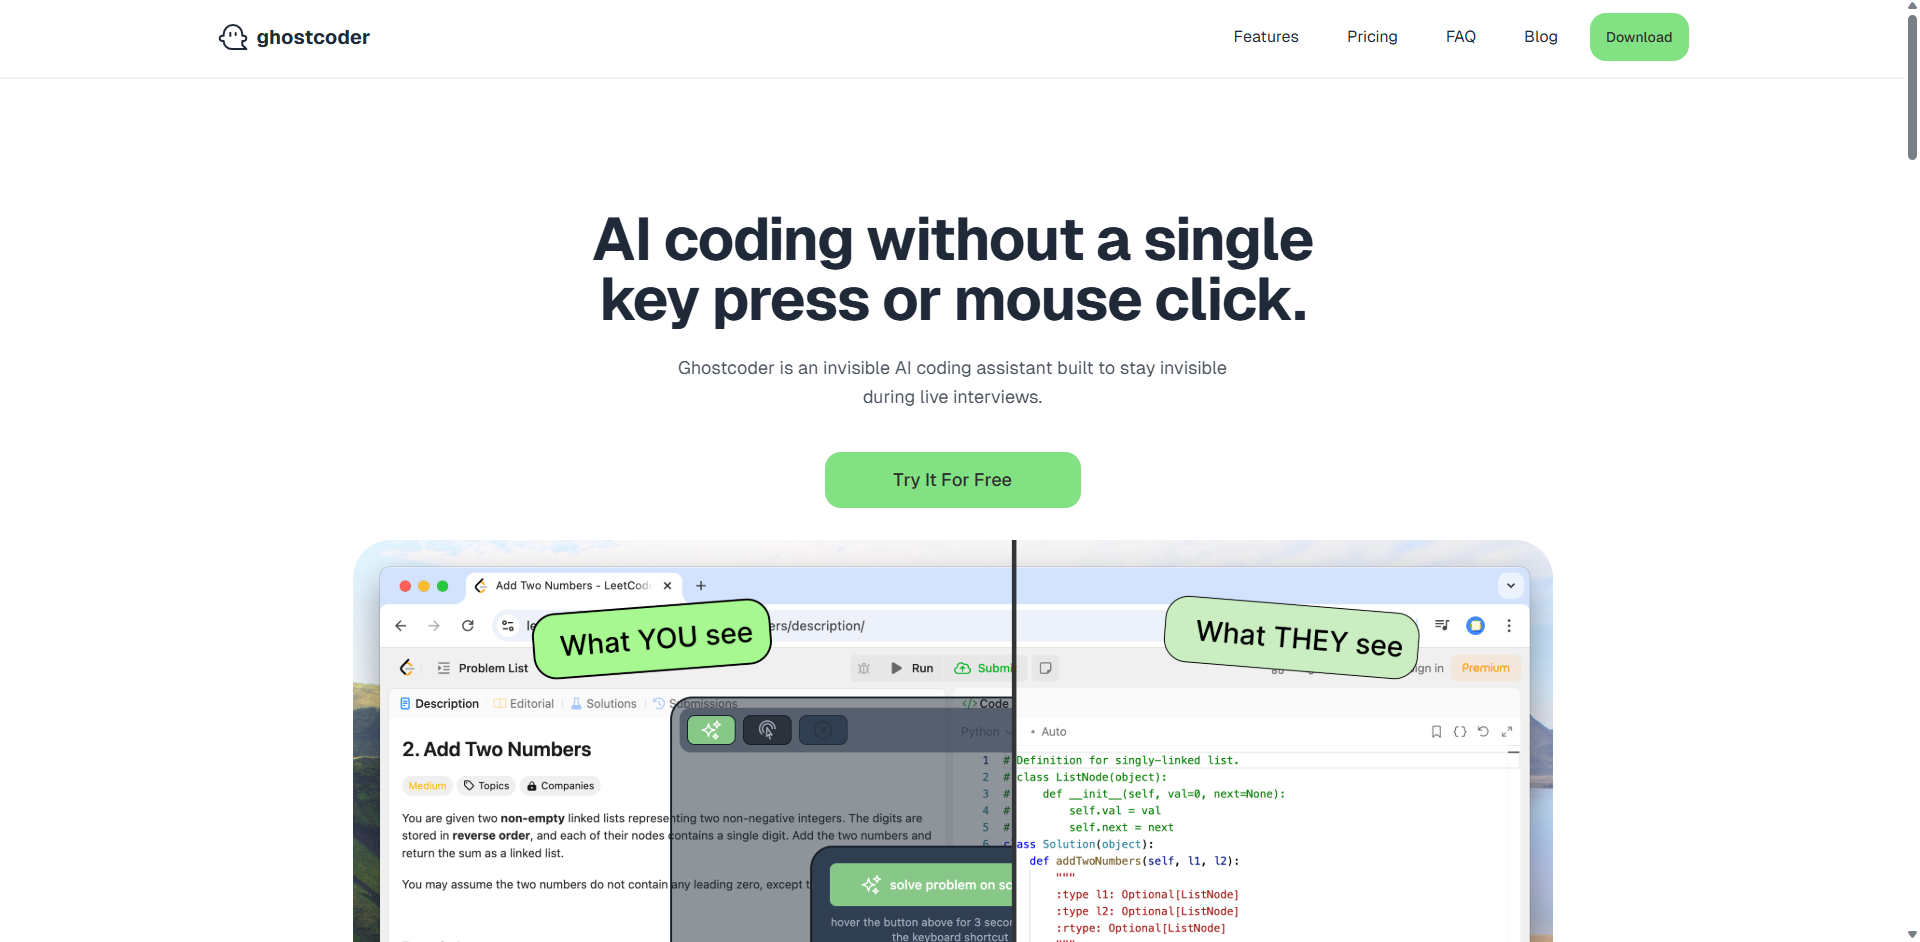 ghostcoder
Features
Pricing
FAQ
Blog
Download
AI coding without a single
key press or mouse click.
Ghostcoder is an invisible AI coding assistant built to stay invisible
during live interviews.
Try It For Free
Add Two Numbers - LeetCod
What YOU see
ers/description/
What THEY see
Problem List
Run
Submi
gn in
Premium
Description
Editorial
Solutions
Submissions
Code
Python
Auto
2. Add Two Numbers
Medium
Topics
Companies
You are given two non-empty linked lists representing two non-negative integers. The digits are
stored in reverse order, and each of their nodes contains a single digit. Add the two numbers and
return the sum as a linked list.
You may assume the two numbers do not contain any leading zero, except t
solve problem on sc
hover the button above for 3 secon
the keyboard shortcut
1 # Definition for singly-linked list.
2 # class ListNode(object):
3 # def __init__(self, val=0, next=None):
4 # self.val = val
5 # self.next = next
6 class Solution(object):
def addTwoNumbers(self, l1, l2):
"""
:type l1: Optional[ListNode]
:type l2: Optional[ListNode]
:rtype: Optional[ListNode]
"""